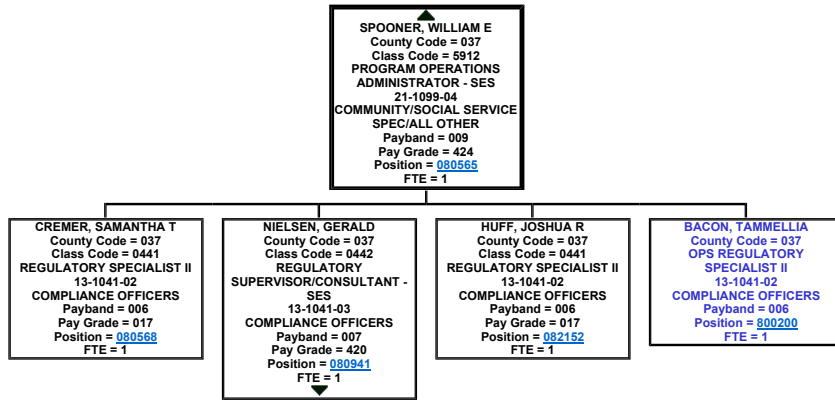 SPOONER, WILLIAM E
County Code = 037
Class Code = 5912
PROGRAM OPERATIONS
ADMINISTRATOR - SES
21-1099-04
COMMUNITY/SOCIAL SERVICE
SPEC/ALL OTHER
Payband = 009
Pay Grade = 424
Position = 080565
FTE = 1
CREMER, SAMANTHA T
County Code = 037
Class Code = 0441
REGULATORY SPECIALIST II
13-1041-02
COMPLIANCE OFFICERS
Payband = 006
Pay Grade = 017
Position = 080568
FTE = 1
NIELSEN, GERALD
County Code = 037
Class Code = 0442
REGULATORY
SUPERVISOR/CONSULTANT -
SES
13-1041-03
COMPLIANCE OFFICERS
Payband = 007
Pay Grade = 420
Position = 080941
FTE = 1
HUFF, JOSHUA R
County Code = 037
Class Code = 0441
REGULATORY SPECIALIST II
13-1041-02
COMPLIANCE OFFICERS
Payband = 006
Pay Grade = 017
Position = 082152
FTE = 1
BACON, TAMMELLIA
County Code = 037
OPS REGULATORY
SPECIALIST II
13-1041-02
COMPLIANCE OFFICERS
Payband = 006
Position = 800200
FTE = 1